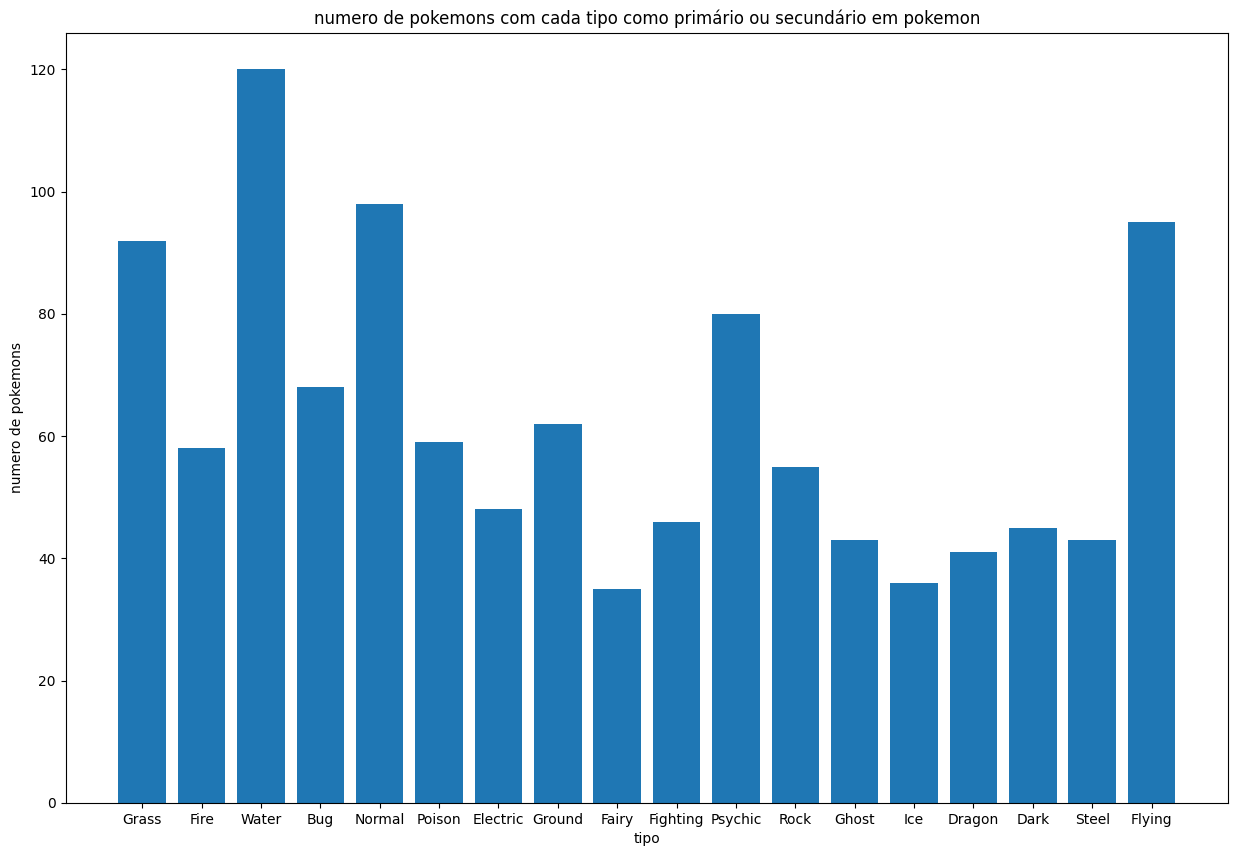 numero de pokemons com cada tipo como primário ou secundário em pokemon
numero de pokemons
120
100
80
60
40
20
0
Grass Fire Water Bug Normal Poison Electric Ground Fairy Fighting Psychic Rock Ghost Ice Dragon Dark Steel Flying
tipo